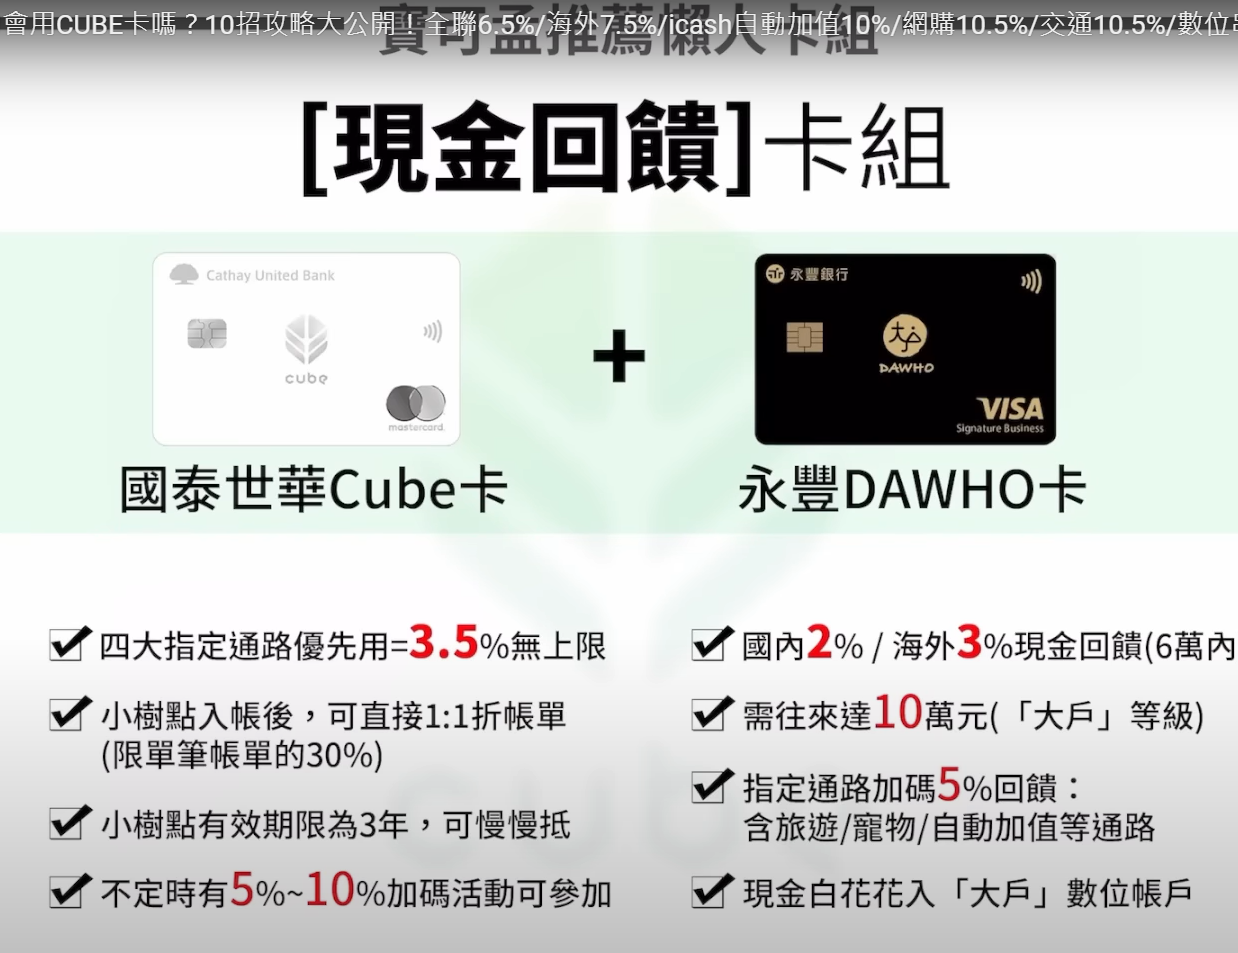 會用CUBE卡嗎？10招攻略大公開！全聯6.5%/海外7.5%/icash自動加值10%/網購10.5%/交通10.5%/數位
寶可孟推薦懶人卡組
[現金回饋]卡組
Cathay United Bank
cube
mastercard.
+
永豐銀行
大戶
DAWHO
VISA
Signature Business
國泰世華Cube卡
永豐DAWHO卡
四大指定通路優先用=3.5%無上限
小樹點入帳後，可直接1:1折帳單
(限單筆帳單的30%)
小樹點有效期限為3年，可慢慢抵
不定時有5%~10%加碼活動可參加
國內2% / 海外3%現金回饋(6萬內
需往來達10萬元(「大戶」等級)
指定通路加碼5%回饋：
含旅遊/寵物/自動加值等通路
現金白花花入「大戶」數位帳戶
cube